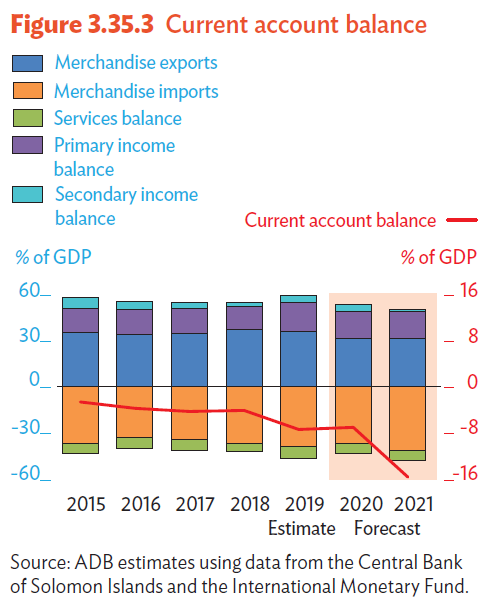 Figure 3.35.3 Current account balance
Merchandise exports
Merchandise imports
Services balance
Primary income
balance
Secondary income
balance
Current account balance
% of GDP % of GDP
60 16
30 8
0 0
-30 -8
-60 -16
2015 2016 2017 2018 2019 2020 2021
Estimate Forecast
Source: ADB estimates using data from the Central Bank
of Solomon Islands and the International Monetary Fund.